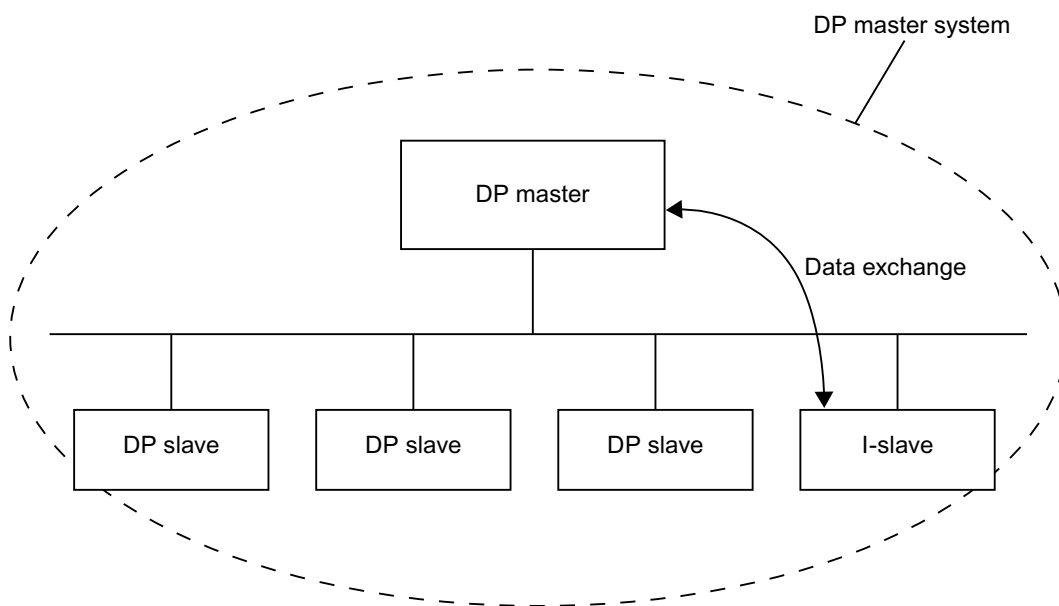 DP master system
DP master
Data exchange
DP slave
DP slave
DP slave
I-slave